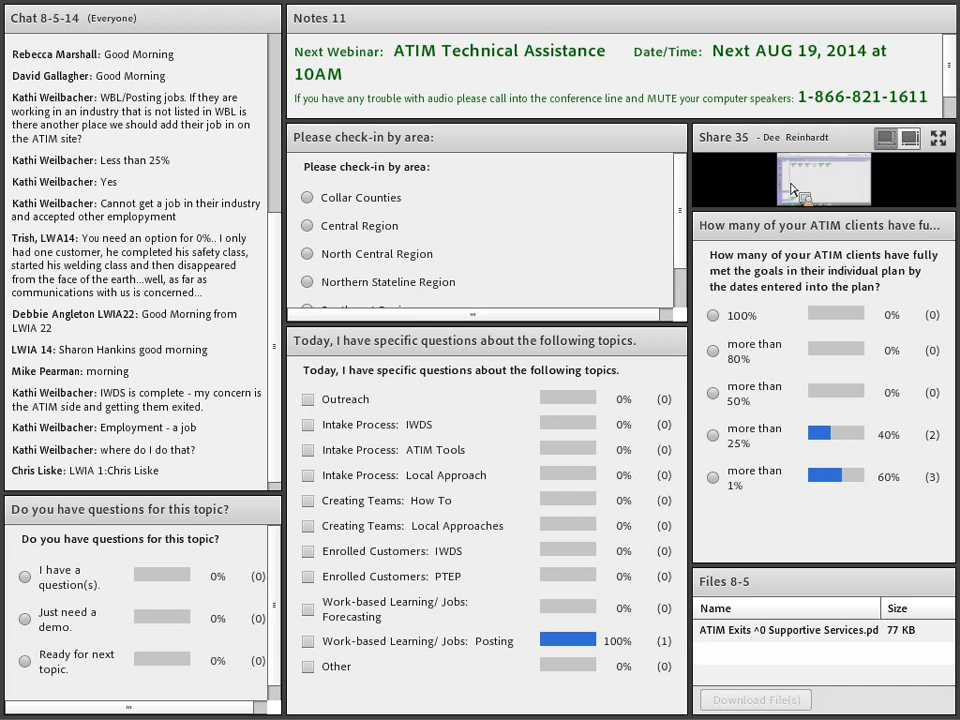 Chat 8-5-14 (Everyone)
Rebecca Marshall: Good Morning
David Gallagher: Good Morning
Kathi Weilbacher: WBL/Posting jobs. If they are
working in an industry that is not listed in WBL is
there another place we should add their job in on
the ATIM site?
Kathi Weilbacher: Less than 25%
Kathi Weilbacher: Yes
Kathi Weilbacher: Cannot get a job in their industry
and accepted other emplopyment
Trish, LWA14: You need an option for 0%.. I only
had one customer, he completed his safety class,
started his welding class and then disappeared
from the face of the earth...well, as far as
communications with us is concerned...
Debbie Angleton LWIA22: Good Morning from
LWIA 22
LWIA 14: Sharon Hankins good morning
Mike Pearman: morning
Kathi Weilbacher: IWDS is complete - my concern is
the ATIM side and getting them exited.
Kathi Weilbacher: Employment - a job
Kathi Weilbacher: where do I do that?
Chris Liske: LWIA 1:Chris Liske
Do you have questions for this topic?
Do you have questions for this topic?
I have a
question(s). 0% (0)
Just need a
demo. 0% (0)
Ready for next
topic. 0% (0)
Notes 11
Next Webinar: ATIM Technical Assistance Date/Time: Next AUG 19, 2014 at
10AM
If you have any trouble with audio please call into the conference line and MUTE your computer speakers: 1-866-821-1611
Please check-in by area:
Please check-in by area:
Collar Counties
Central Region
North Central Region
Northern Stateline Region
Today, I have specific questions about the following topics.
Today, I have specific questions about the following topics.
Outreach 0% (0)
Intake Process: IWDS 0% (0)
Intake Process: ATIM Tools 0% (0)
Intake Process: Local Approach 0% (0)
Creating Teams: How To 0% (0)
Creating Teams: Local Approaches 0% (0)
Enrolled Customers: IWDS 0% (0)
Enrolled Customers: PTEP 0% (0)
Work-based Learning/ Jobs:
Forecasting 0% (0)
Work-based Learning/ Jobs: Posting 100% (1)
Other 0% (0)
Share 35 - Dee Reinhardt
How many of your ATIM clients have fu...
How many of your ATIM clients have fully
met the goals in their individual plan by
the dates entered into the plan?
100% 0% (0)
more than
80% 0% (0)
more than
50% 0% (0)
more than
25% 40% (2)
more than
1% 60% (3)
Files 8-5
Name Size
ATIM Exits ^0 Supportive Services.pd 77 KB
Download File(s)